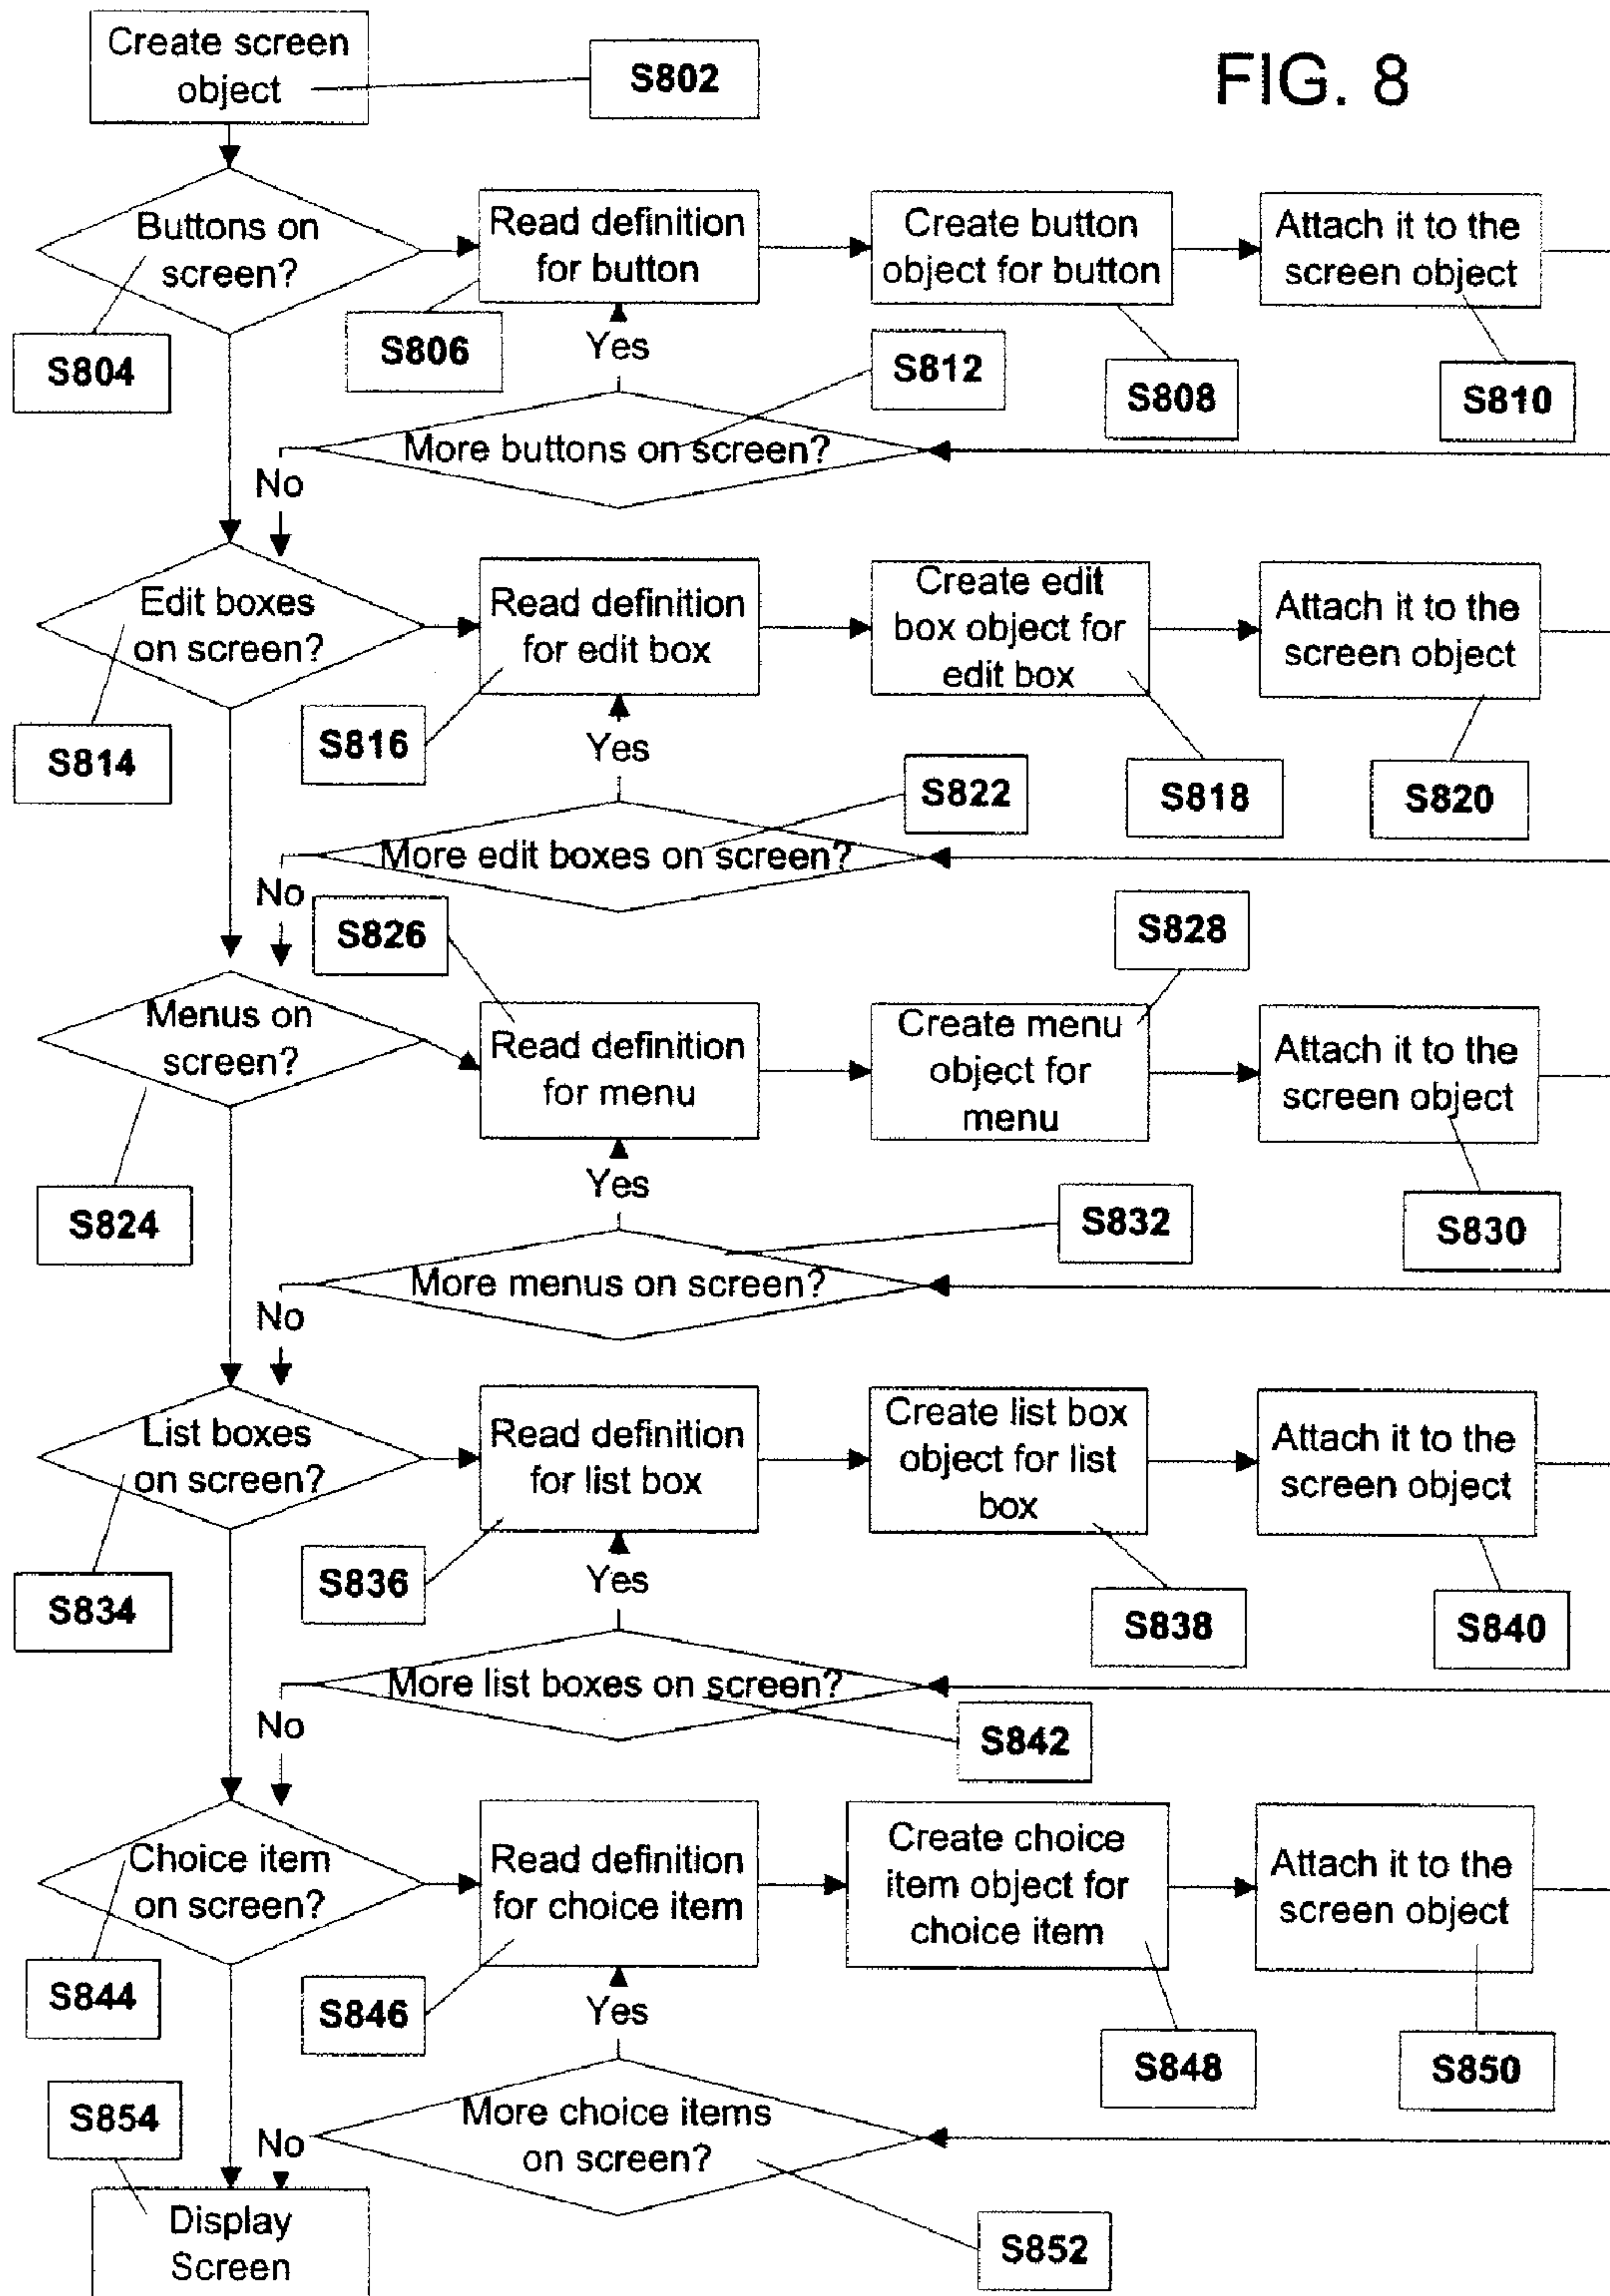 FIG. 8
Create screen
object
S802
Buttons on
screen?
S804
Read definition
for button
S806
Create button
object for button
S808
Attach it to the
screen object
S810
Yes
S812
More buttons on screen?
No
Edit boxes
on screen?
S814
Read definition
for edit box
S816
Create edit
box object for
edit box
S818
Attach it to the
screen object
S820
Yes
S822
More edit boxes on screen?
No
S826
S828
Menus on
screen?
S824
Read definition
for menu
Create menu
object for
menu
Attach it to the
screen object
S830
Yes
S832
More menus on screen?
No
List boxes
on screen?
S834
Read definition
for list box
S836
Create list box
object for list
box
S838
Attach it to the
screen object
S840
Yes
More list boxes on screen?
S842
No
Choice item
on screen?
S844
Read definition
for choice item
S846
Create choice
item object for
choice item
S848
Attach it to the
screen object
S850
Yes
More choice items
on screen?
S852
No
S854
Display
Screen